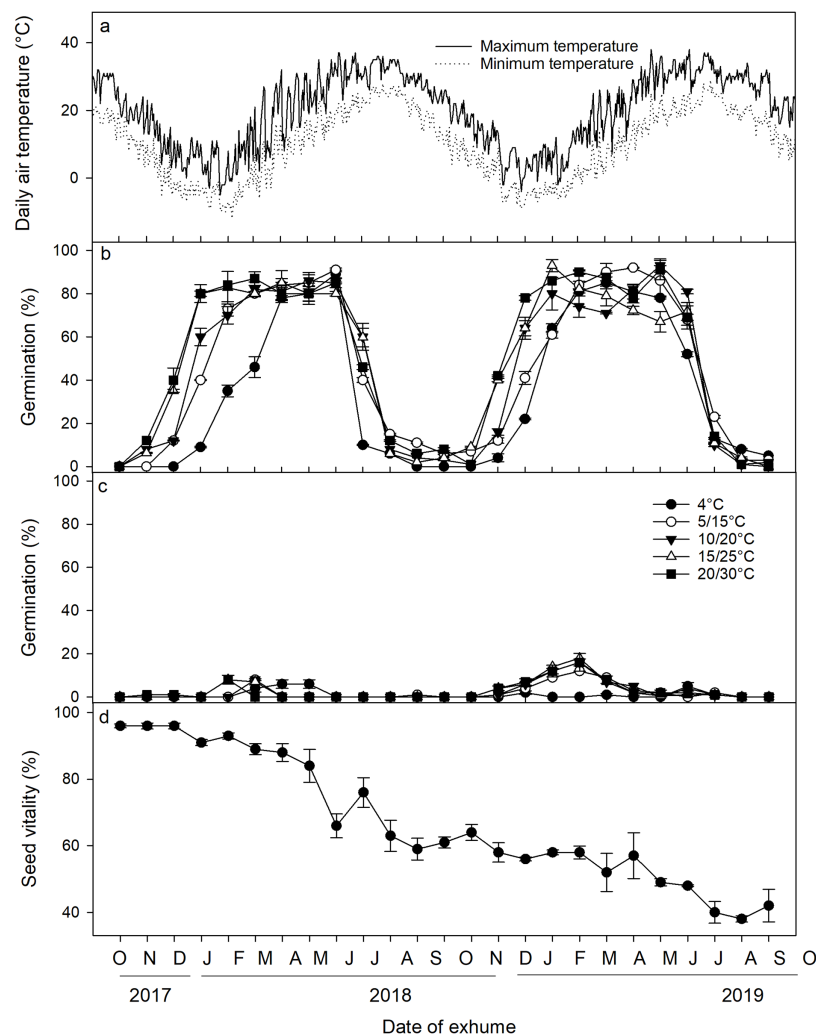 a
Daily air temperature (°C)
40
20
0
Maximum temperature
Minimum temperature
b
Germination (%)
100
80
60
40
20
0
c
Germination (%)
100
80
60
40
20
0
4°C
5/15°C
10/20°C
15/25°C
20/30°C
d
Seed vitality (%)
100
80
60
40
O N D J F M A M J J A S O N D J F M A M J J A S O
2017 2018 2019
Date of exhume